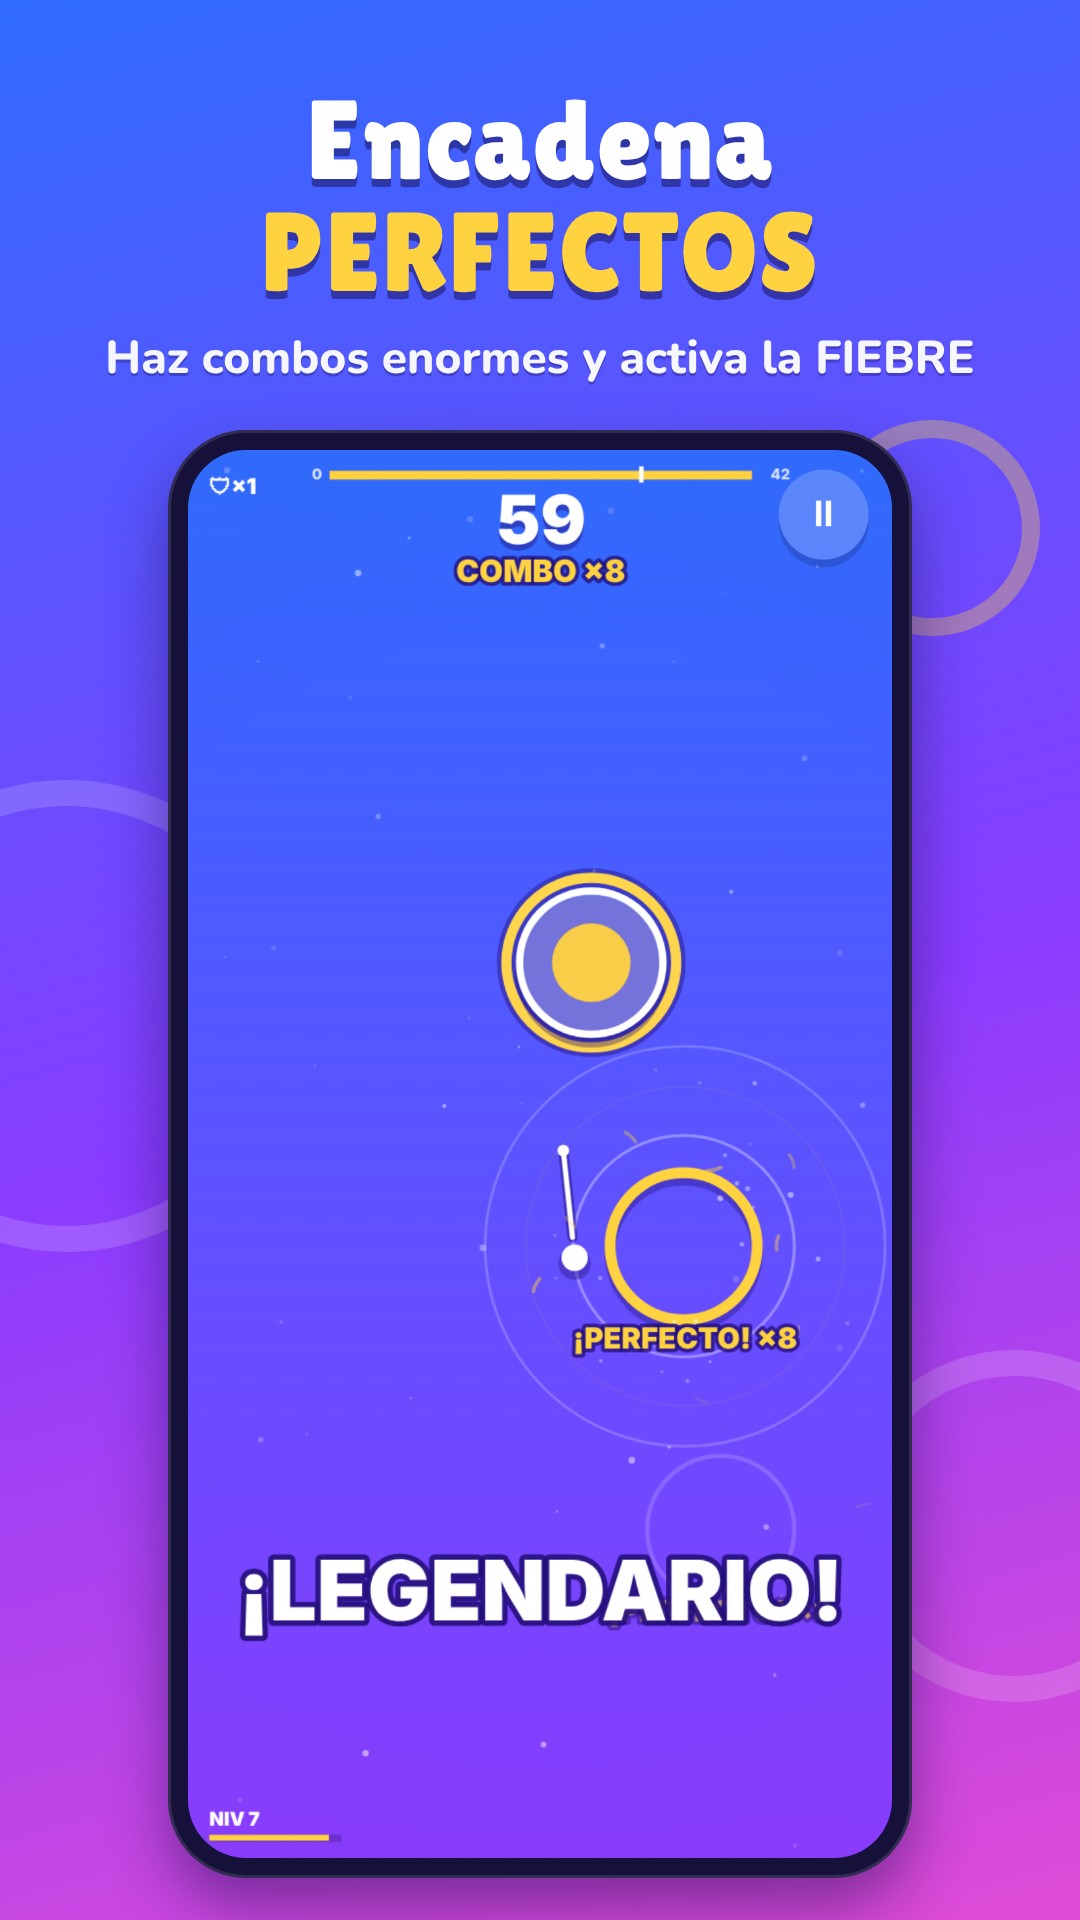 Encadena
PERFECTOS
Haz combos enormes y activa la FIEBRE
×1
0
42
59
COMBO ×8
¡PERFECTO! ×8
¡LEGENDARIO!
NIV 7